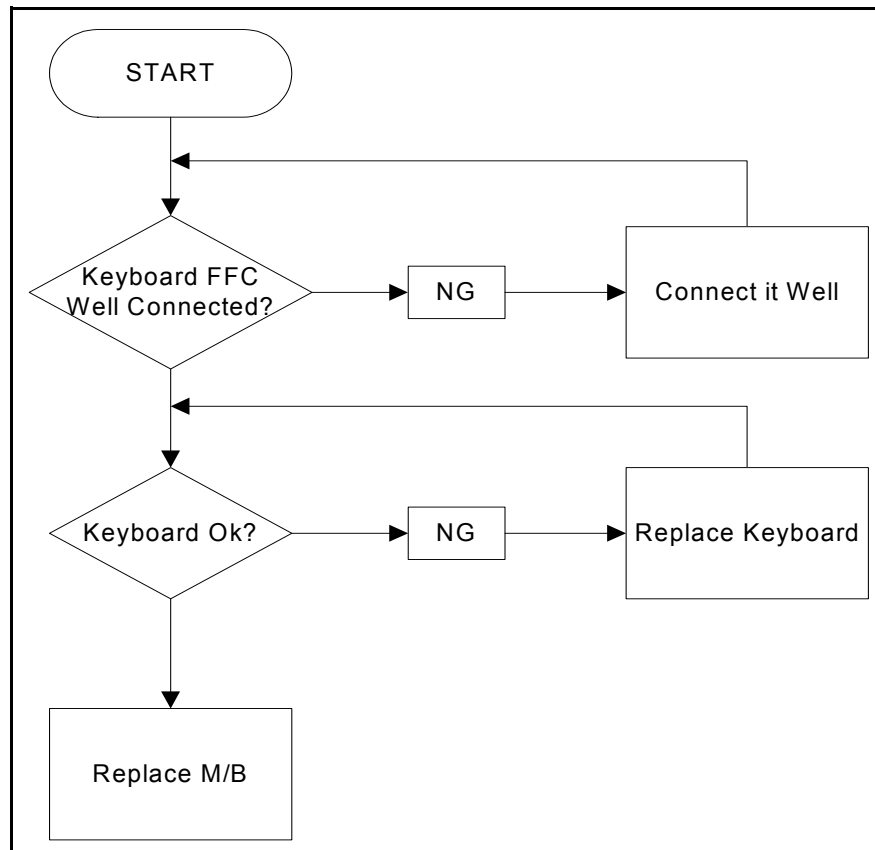 START
Keyboard FFC
Well Connected?
NG
Connect it Well
Keyboard Ok?
NG
Replace Keyboard
Replace M/B